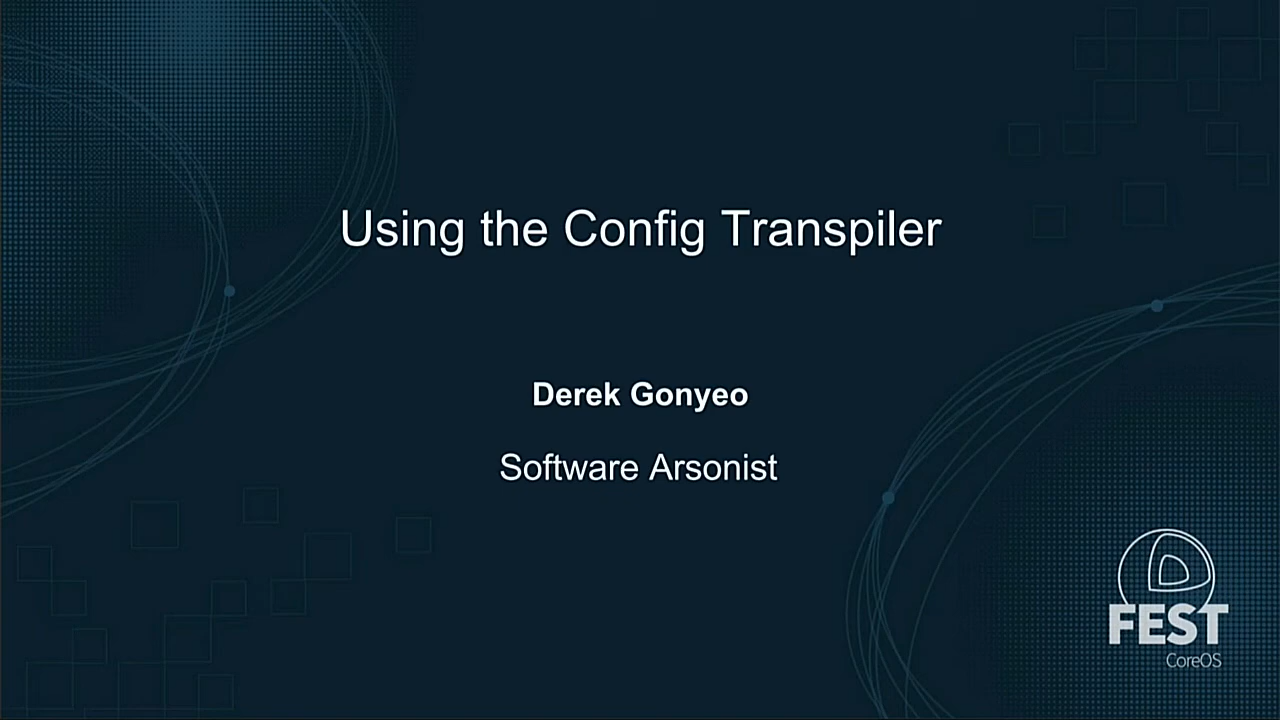 Using the Config Transpiler
Derek Gonyeo
Software Arsonist
FEST
CoreOS